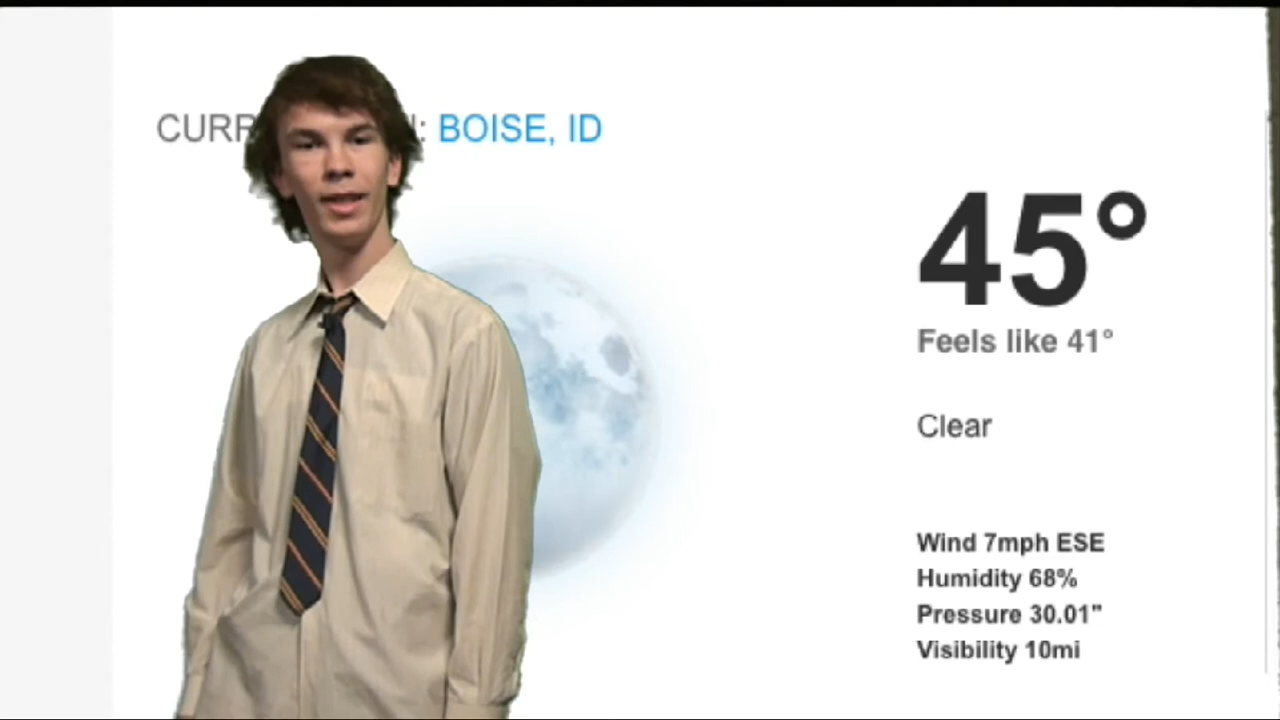 CURR : BOISE, ID
45°
Feels like 41°
Clear
Wind 7mph ESE
Humidity 68%
Pressure 30.01"
Visibility 10mi